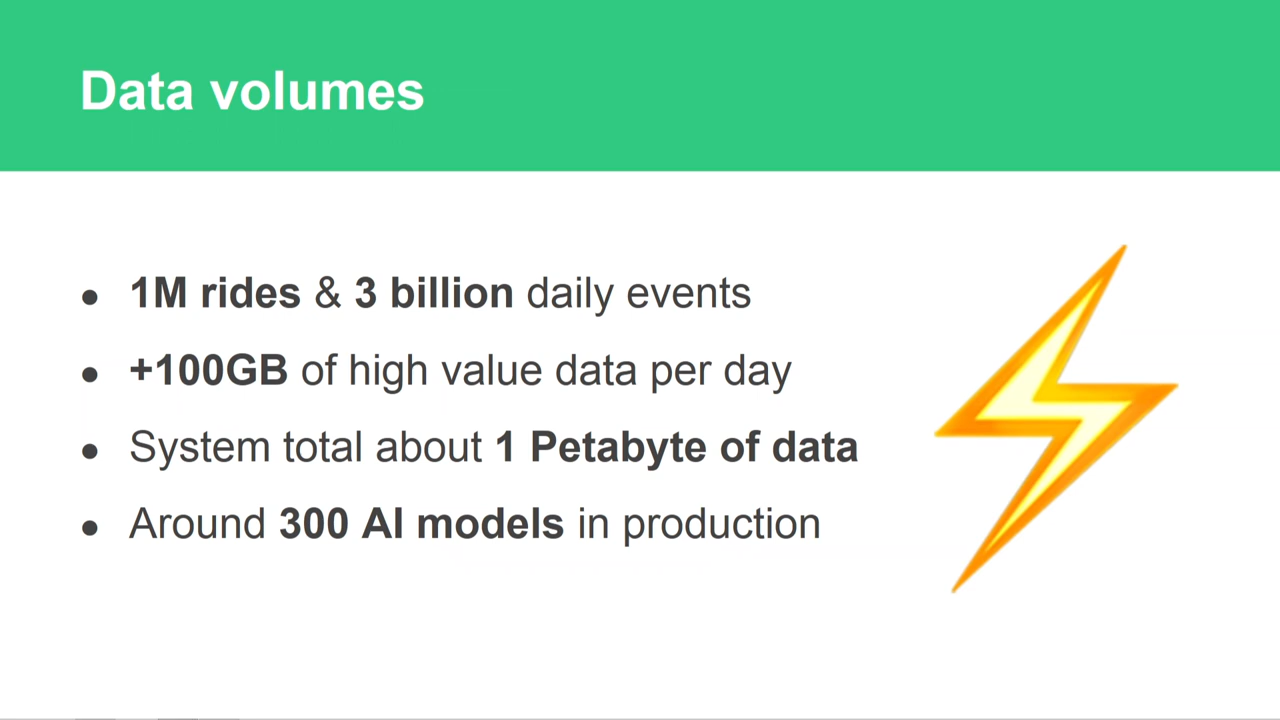 Data volumes
● 1M rides & 3 billion daily events
● +100GB of high value data per day
● System total about 1 Petabyte of data
● Around 300 AI models in production